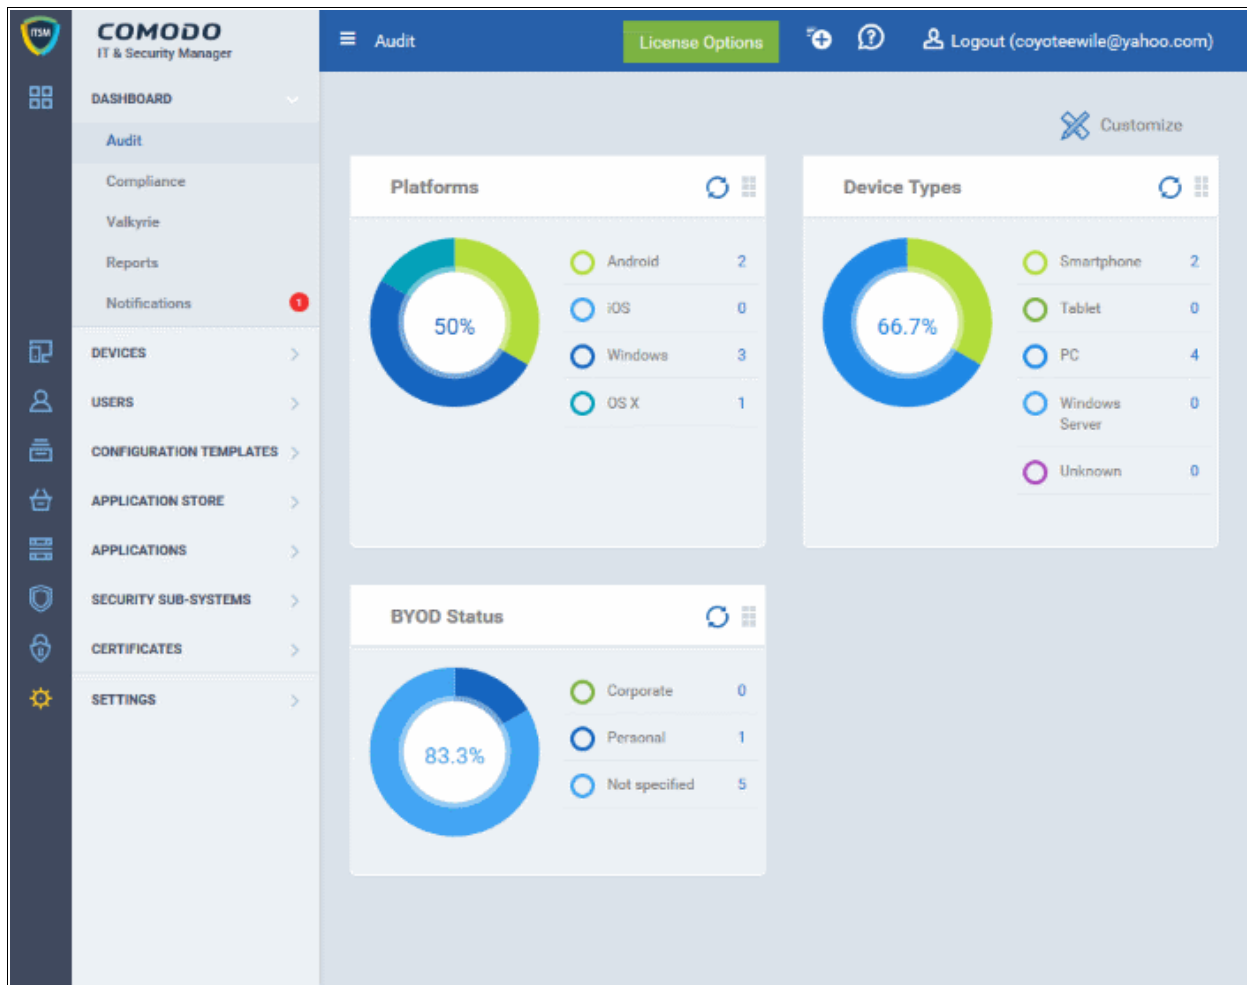 ITSM
COMODO
IT & Security Manager
Audit
License Options
Logout (coyoteewile@yahoo.com)
DASHBOARD
Audit
Compliance
Valkyrie
Reports
Notifications 1
DEVICES
USERS
CONFIGURATION TEMPLATES
APPLICATION STORE
APPLICATIONS
SECURITY SUB-SYSTEMS
CERTIFICATES
SETTINGS
Customize
Platforms
50%
Android 2
iOS 0
Windows 3
OS X 1
Device Types
66.7%
Smartphone 2
Tablet 0
PC 4
Windows 0
Server
Unknown 0
BYOD Status
83.3%
Corporate 0
Personal 1
Not specified 5